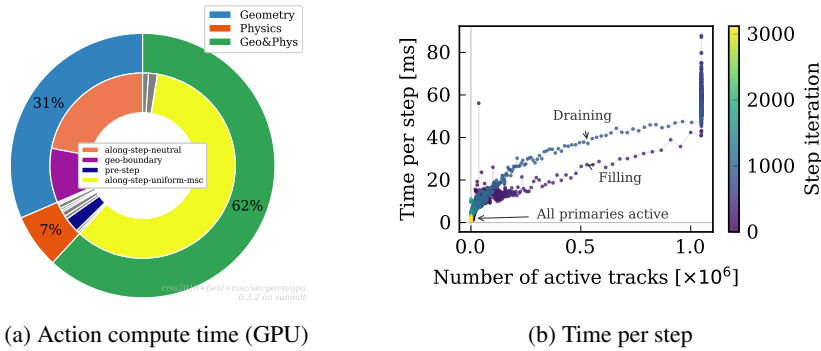 Geometry
Physics
Geo&Phys
31%
along-step-neutral
geo-boundary
pre-step
along-step-uniform-msc
62%
7%
cms2018+field+msc/vecgeom/gpu
0.3.2 on summit
(a) Action compute time (GPU)
Time per step [ms]
80
60
40
20
0
Draining
Filling
All primaries active
0.0 0.5 1.0
Number of active tracks [×10⁶]
3000
2000
1000
0
Step iteration
(b) Time per step